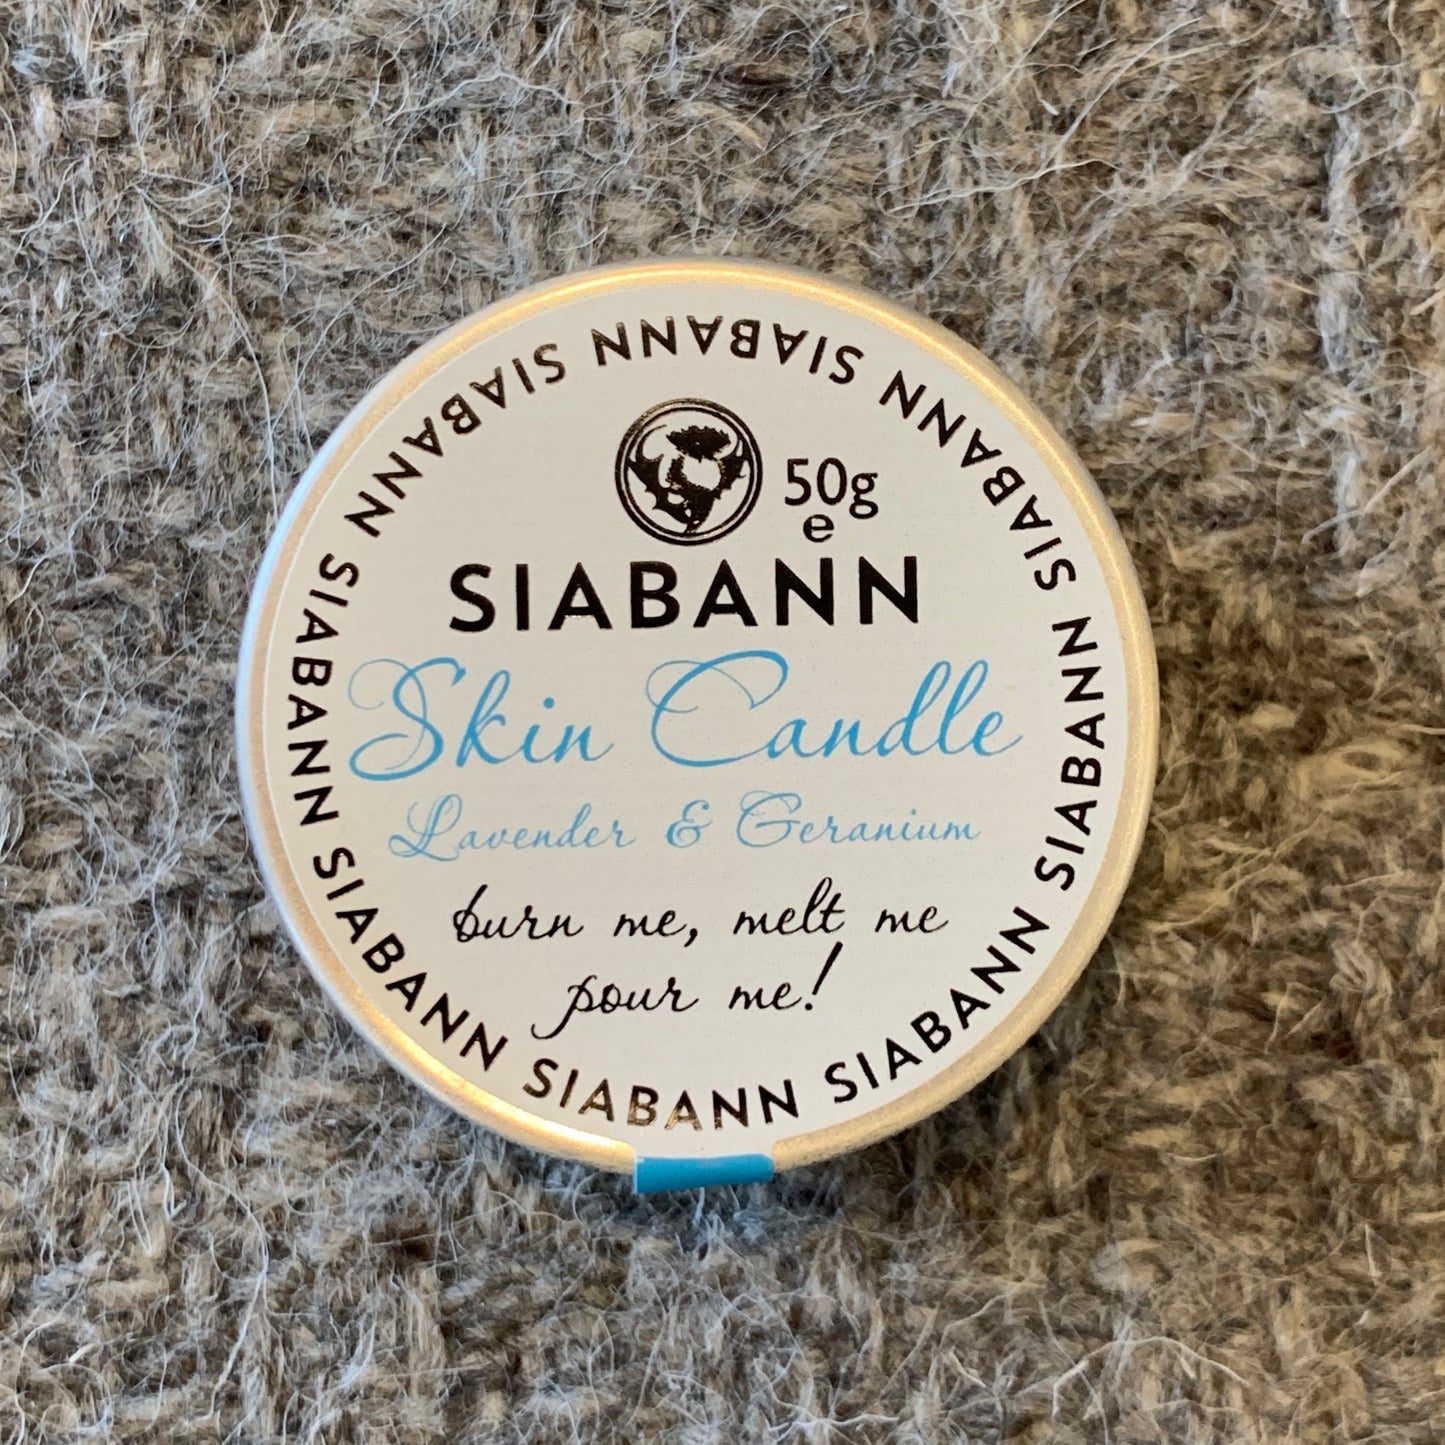 SIABANN SIABANN SIABANN SIABANN SIABANN SIABANN SIABANN SIABANN
50g
e
SIABANN
Skin Candle
Lavender & Geranium
burn me, melt me
pour me!